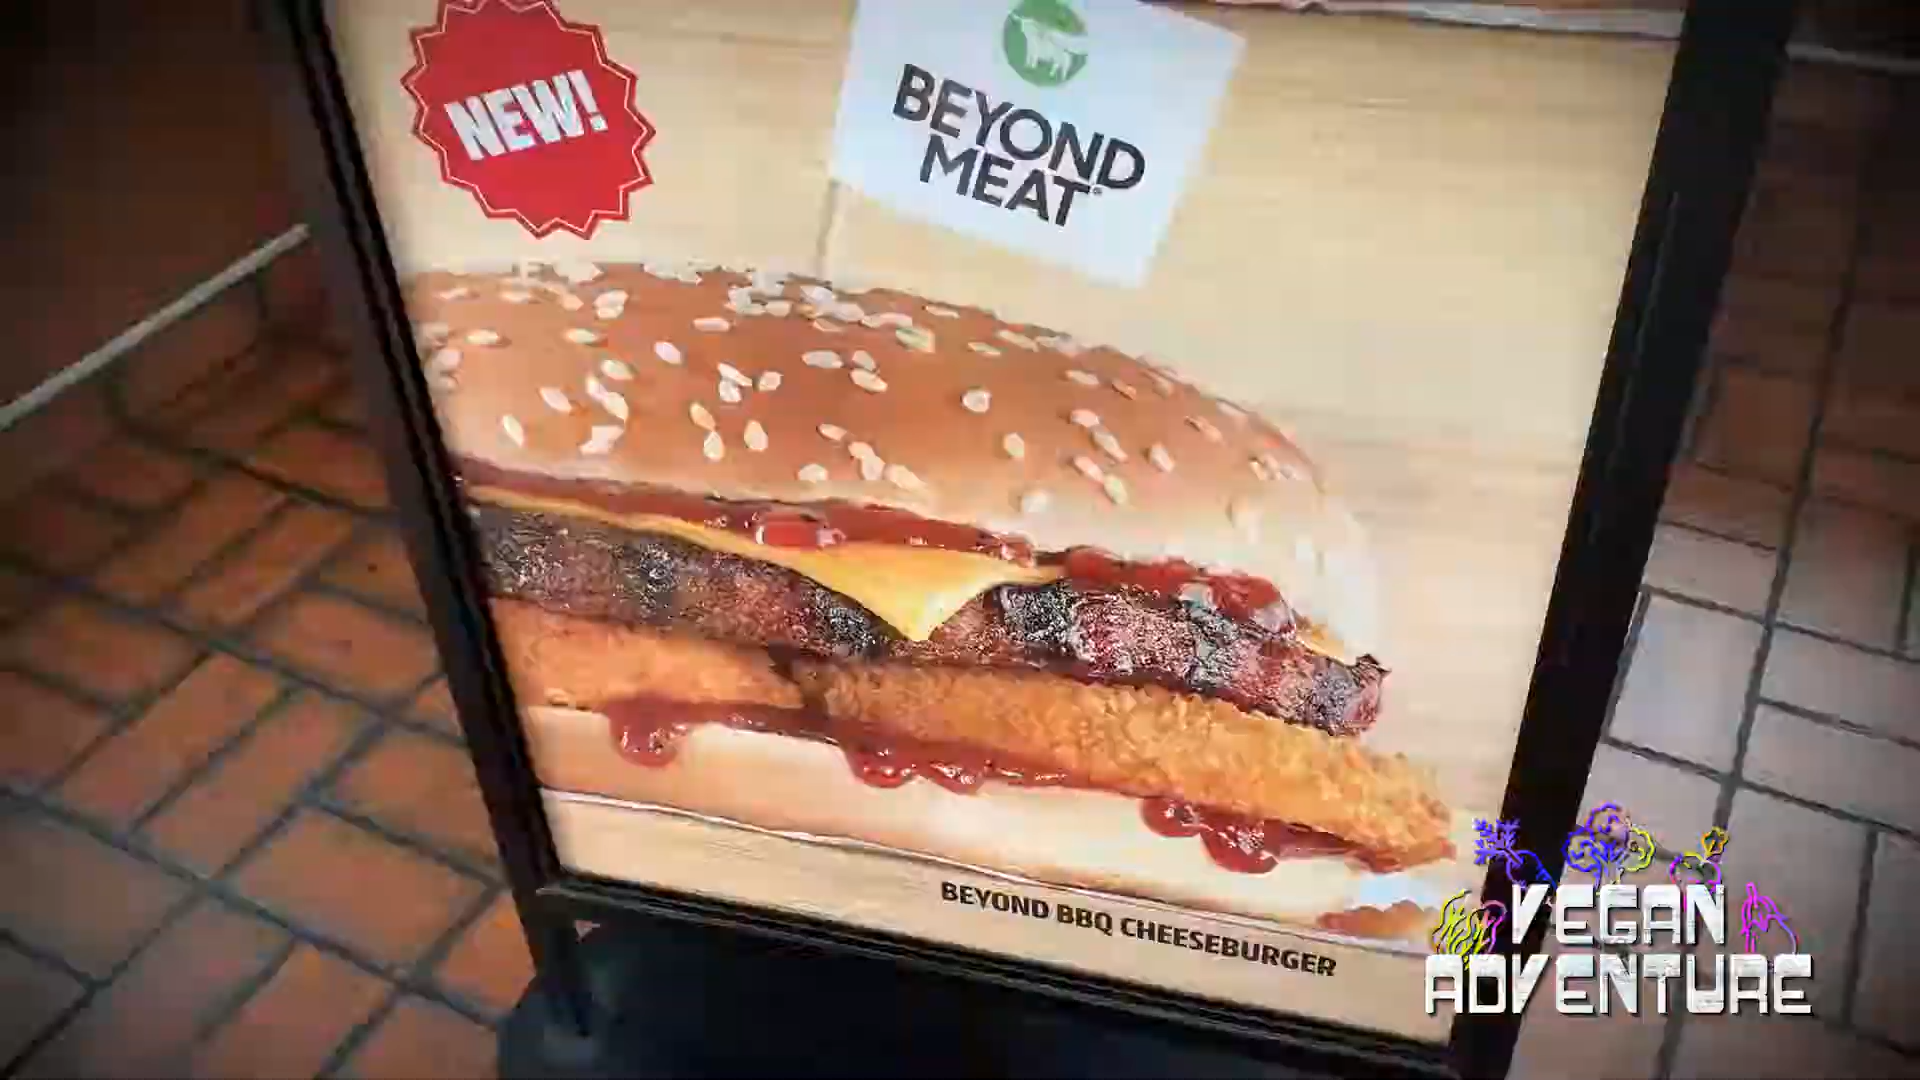 NEW!
BEYOND
MEAT®
BEYOND BBQ CHEESEBURGER
VEGAN
ADVENTURE